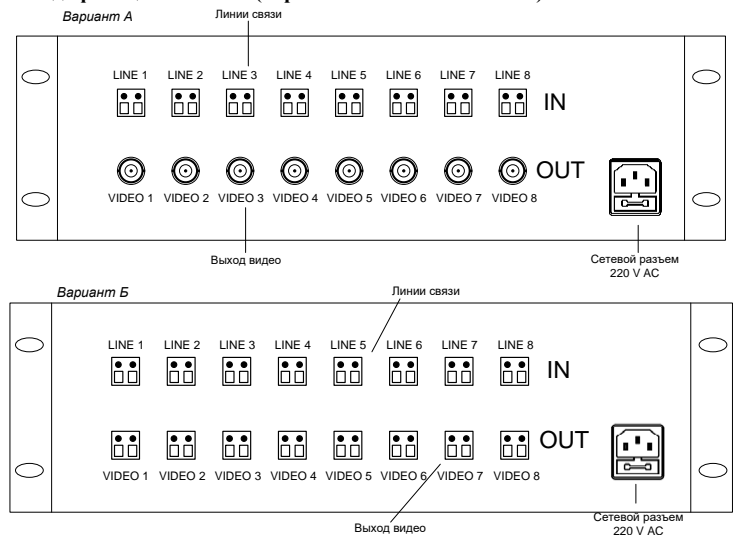 Вариант А
Линии связи
LINE 1 LINE 2 LINE 3 LINE 4 LINE 5 LINE 6 LINE 7 LINE 8
IN
OUT
VIDEO 1 VIDEO 2 VIDEO 3 VIDEO 4 VIDEO 5 VIDEO 6 VIDEO 7 VIDEO 8
Выход видео
Сетевой разъем
220 V AC
Вариант Б
Линии связи
LINE 1 LINE 2 LINE 3 LINE 4 LINE 5 LINE 6 LINE 7 LINE 8
IN
OUT
VIDEO 1 VIDEO 2 VIDEO 3 VIDEO 4 VIDEO 5 VIDEO 6 VIDEO 7 VIDEO 8
Выход видео
Сетевой разъем
220 V AC